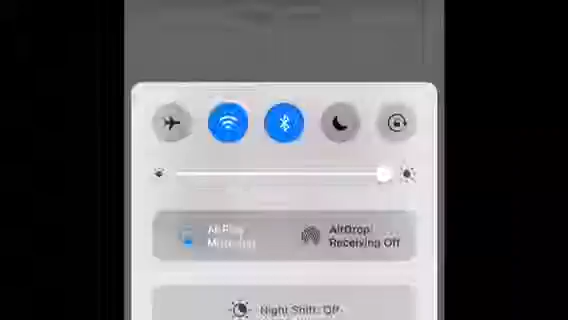 AirPlay
Mirroring
AirDrop:
Receiving Off
Night Shift: Off